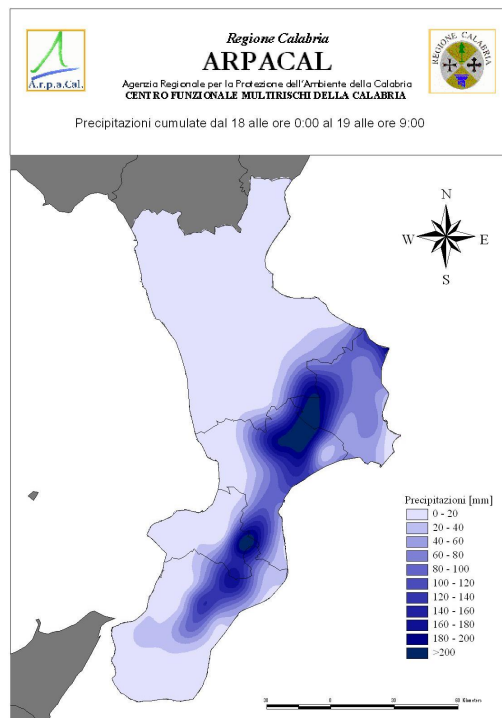 Regione Calabria
ARPACAL
Agenzia Regionale per la Protezione dell'Ambiente della Calabria
CENTRO FUNZIONALE MULTIRISCHI DELLA CALABRIA
A.r.p.a.Cal.
REGIONE CALABRIA
Precipitazioni cumulate dal 18 alle ore 0:00 al 19 alle ore 9:00
N
W E
S
Precipitazioni [mm]
0 - 20
20 - 40
40 - 60
60 - 80
80 - 100
100 - 120
120 - 140
140 - 160
160 - 180
180 - 200
>200